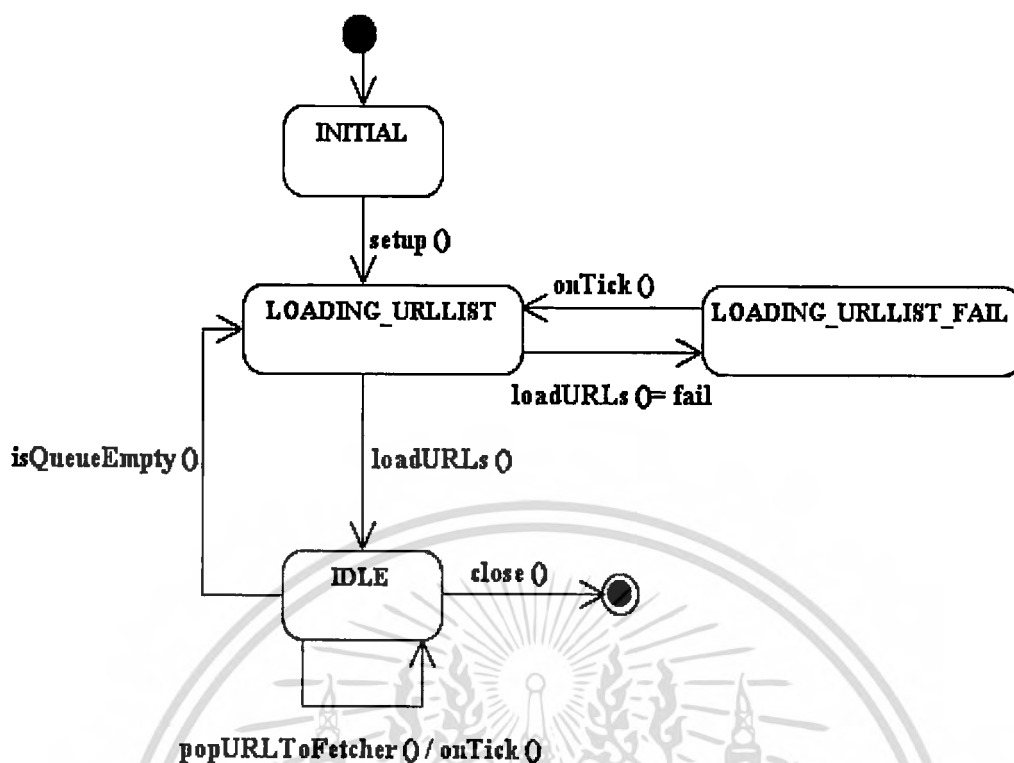 INITIAL
setup ()
onTick ()
LOADING_URLLIST
LOADING_URLLIST_FAIL
loadURLs ()= fail
isQueueEmpty ()
loadURLs ()
IDLE
close ()
popURLToFetcher () / onTick ()